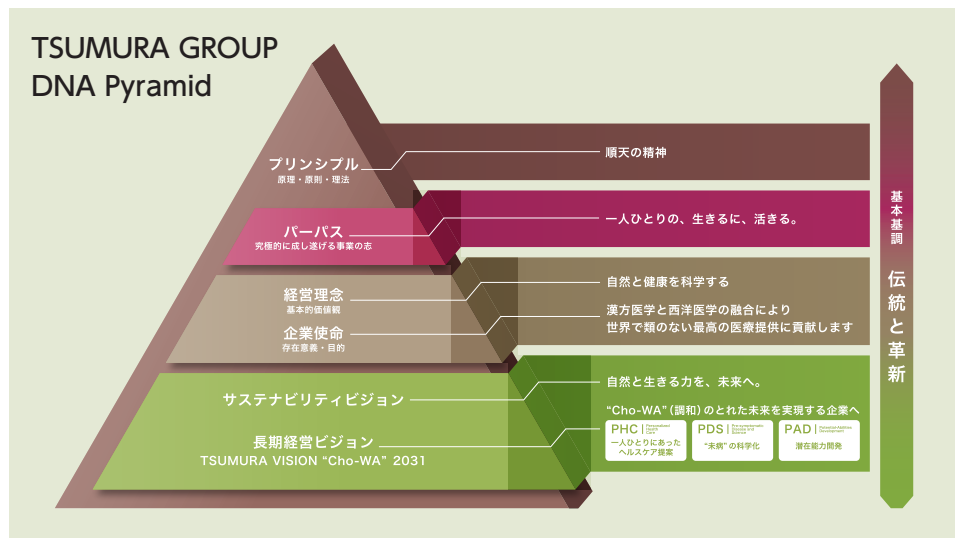 TSUMURA GROUP
DNA Pyramid
プリンシプル
原理・原則・理法
順天の精神
パーパス
究極的に成し遂げる事業の志
一人ひとりの、生きるに、活きる。
経営理念
基本的価値観
自然と健康を科学する
企業使命
存在意義・目的
漢方医学と西洋医学の融合により
世界で類のない最高の医療提供に貢献します
サステナビリティビジョン
自然と生きる力を、未来へ。
長期経営ビジョン
TSUMURA VISION “Cho-WA” 2031
“Cho-WA”（調和）のとれた未来を実現する企業へ
PHC
Personalized
Health
Care
一人ひとりにあった
ヘルスケア提案
PDS
Pre-symptomatic
Disease and
Science
“未病”の科学化
PAD
Potential-Abilities
Development
潜在能力開発
基本基調
伝統と革新